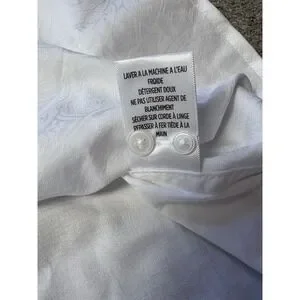 LAVER A LA MACHINE A L'EAU
FROIDE
DÉTERGENT DOUX
NE PAS UTILISER AGENT DE
BLANCHIMENT
SÉCHER SUR CORDE À LINGE
REPASSER À FER TIÈDE À LA
MAIN